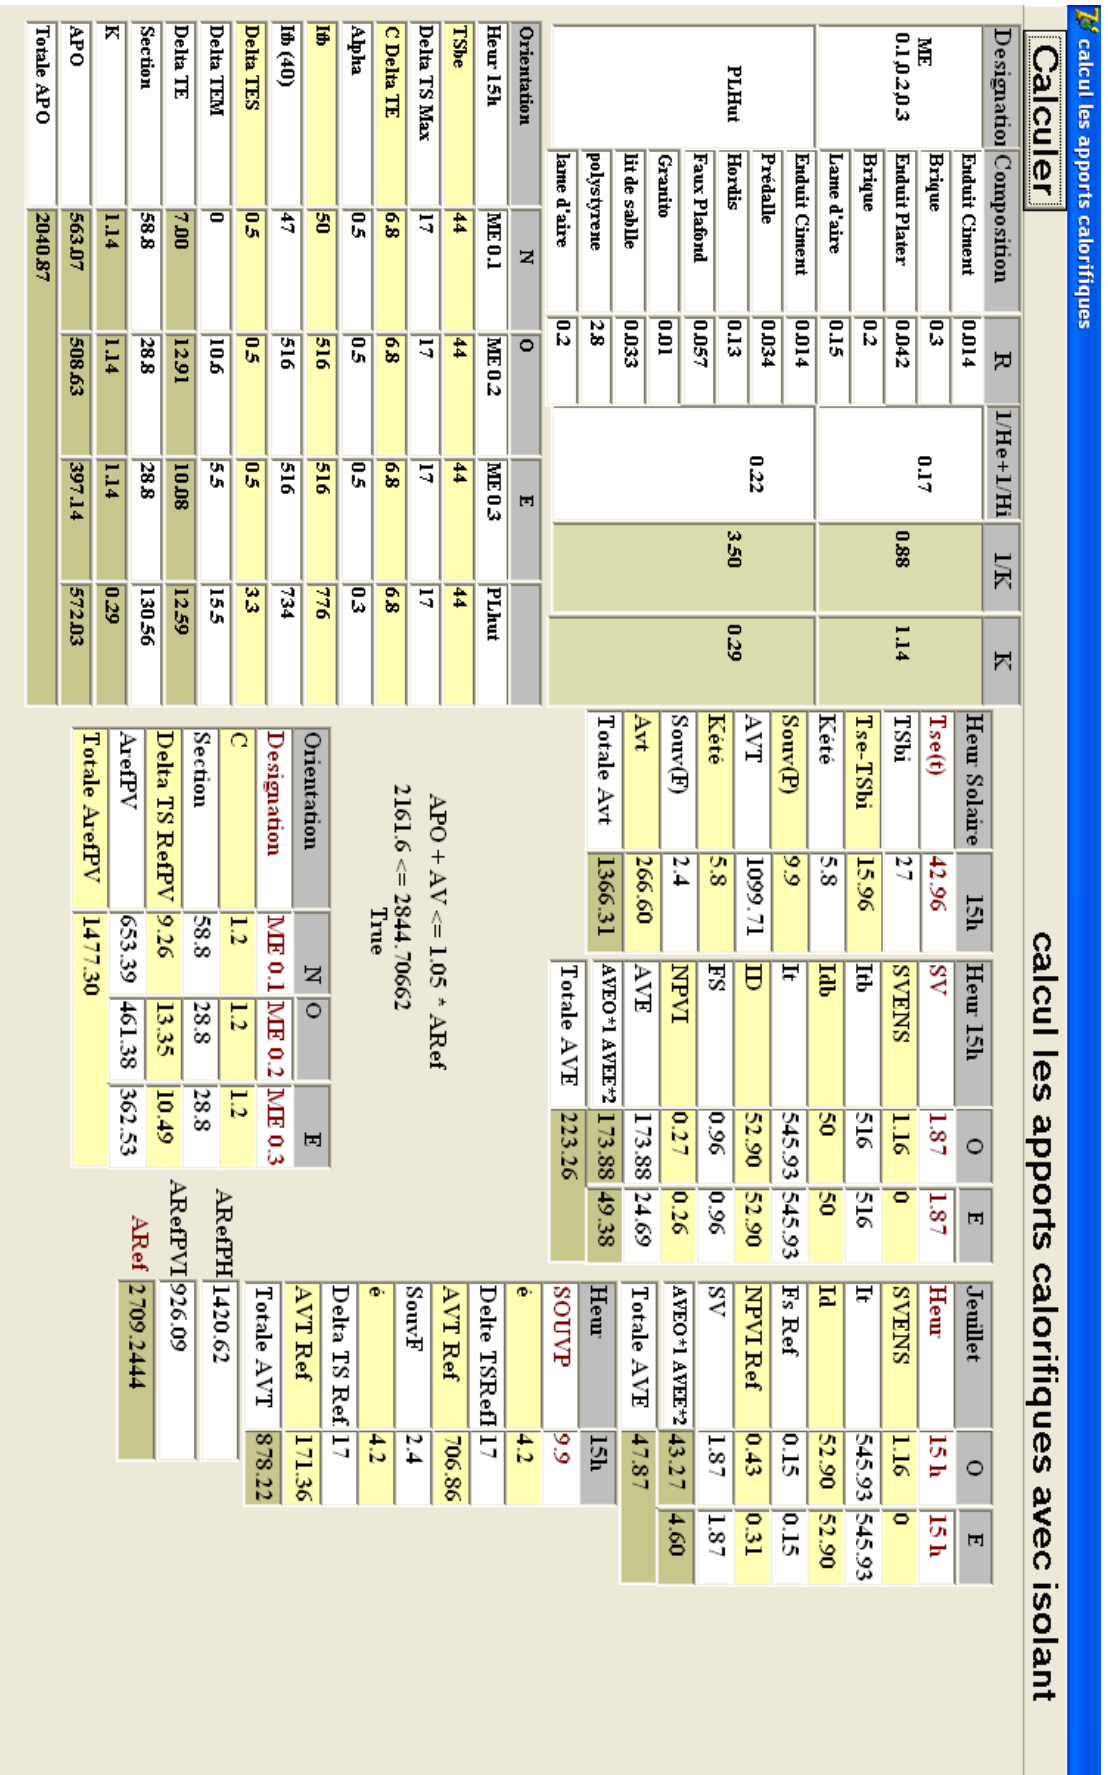 calcul les apports calorifiques
Calculer
calcul les apports calorifiques avec isolant
Designation Composition R 1/He+1/Hi 1/K K
ME 0.1,0.2,0.3 0.17 0.88 1.14
Enduit Ciment 0.014
Brique 0.3
Enduit Plater 0.042
Brique 0.2
Lame d'aire 0.15
PLHut 0.22 3.50 0.29
Enduit Ciment 0.014
Prédalle 0.034
Hordis 0.13
Faux Plafond 0.057
Granito 0.01
lit de sablle 0.033
polystyrene 2.8
lame d'aire 0.2
Orientation N O E
Heur 15h ME 0.1 ME 0.2 ME 0.3 PLhut
TSbe 44 44 44 44
Delta TS Max 17 17 17 17
C Delta TE 6.8 6.8 6.8 6.8
Alpha 0.5 0.5 0.5 0.3
Itb 50 516 516 776
Itb (40) 47 516 516 734
Delta TES 0.5 0.5 0.5 3.3
Delta TEM 0 10.6 5.5 15.5
Delta TE 7.00 12.91 10.08 12.59
Section 58.8 28.8 28.8 130.56
K 1.14 1.14 1.14 0.29
APO 563.07 508.63 397.14 572.03
Totale APO 2040.87
Heur Solaire 15h
Tse(t) 42.96
TSbi 27
Tse-TSbi 15.96
Kété 5.8
Souv(P) 9.9
AVT 1099.71
Kété 5.8
Souv(F) 2.4
Avt 266.60
Totale Avt 1366.31
Heur 15h O E
SV 1.87 1.87
SVENS 1.16 0
Itb 516 516
Idb 50 50
It 545.93 545.93
ID 52.90 52.90
FS 0.96 0.96
NPVI 0.27 0.26
AVE 173.88 24.69
AVEO*1 AVEE*2 173.88 49.38
Totale AVE 223.26
Jeuillet O E
Heur 15 h 15 h
SVENS 1.16 0
It 545.93 545.93
Id 52.90 52.90
Fs Ref 0.15 0.15
NPVI Ref 0.43 0.31
SV 1.87 1.87
AVEO*1 AVEE*2 43.27 4.60
Totale AVE 47.87
Heur 15h
SOUVP 9.9
é 4.2
Delte TSRefI 17
AVT Ref 706.86
SouvF 2.4
é 4.2
Delta TS Ref. 17
AVT Ref 171.36
Totale AVT 878.22
APO + AV <= 1.05 * ARef
2161.6 <= 2844.70662
True
Orientation N O E
Designation ME 0.1 ME 0.2 ME 0.3
C 1.2 1.2 1.2
Section 58.8 28.8 28.8
Delta TS RefPV 9.26 13.35 10.49
ArefPV 653.39 461.38 362.53
Totale ArefPV 1477.30
ARefPH 1420.62
ARefPVI 926.09
ARef 2709.2444